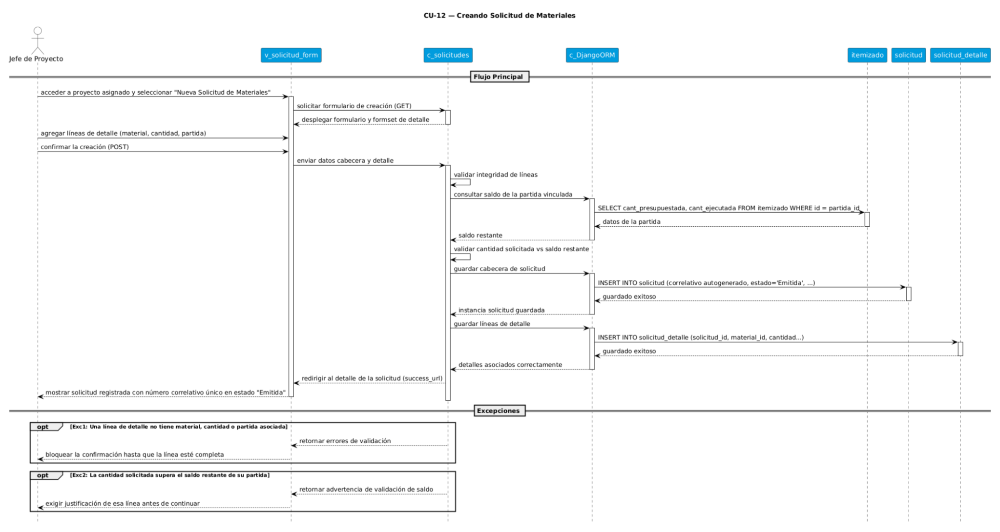 CU-12 — Creando Solicitud de Materiales
Jefe de Proyecto
v_solicitud_form
c_solicitudes
c_DjangoORM
itemizado
solicitud
solicitud_detalle
Flujo Principal
acceder a proyecto asignado y seleccionar "Nueva Solicitud de Materiales"
solicitar formulario de creación (GET)
desplegar formulario y formset de detalle
agregar líneas de detalle (material, cantidad, partida)
confirmar la creación (POST)
enviar datos cabecera y detalle
validar integridad de líneas
consultar saldo de la partida vinculada
SELECT cant_presupuestada, cant_ejecutada FROM itemizado WHERE id = partida_id
datos de la partida
saldo restante
validar cantidad solicitada vs saldo restante
guardar cabecera de solicitud
INSERT INTO solicitud (correlativo autogenerado, estado='Emitida', ...)
guardado exitoso
instancia solicitud guardada
guardar líneas de detalle
INSERT INTO solicitud_detalle (solicitud_id, material_id, cantidad...)
guardado exitoso
detalles asociados correctamente
redirigir al detalle de la solicitud (success_url)
mostrar solicitud registrada con número correlativo único en estado "Emitida"
Excepciones
opt [Exc1: Una línea de detalle no tiene material, cantidad o partida asociada]
retornar errores de validación
bloquear la confirmación hasta que la línea esté completa
opt [Exc2: La cantidad solicitada supera el saldo restante de su partida]
retornar advertencia de validación de saldo
exigir justificación de esa línea antes de continuar